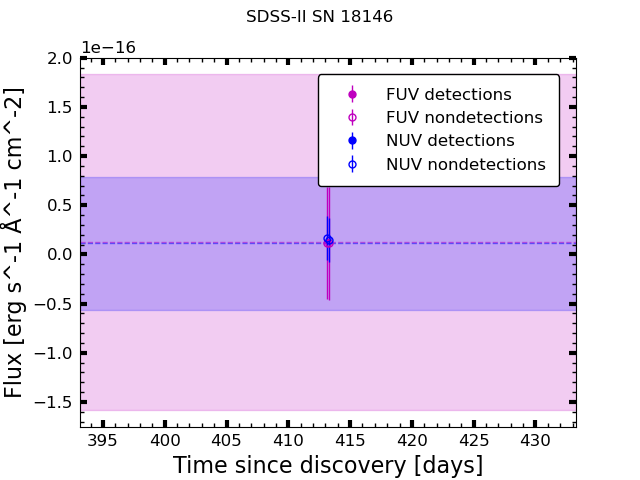 SDSS-II SN 18146
1e−16
2.0
1.5
1.0
0.5
0.0
−0.5
−1.0
−1.5
Flux [erg s^-1 Å^-1 cm^-2]
FUV detections
FUV nondetections
NUV detections
NUV nondetections
395 400 405 410 415 420 425 430
Time since discovery [days]